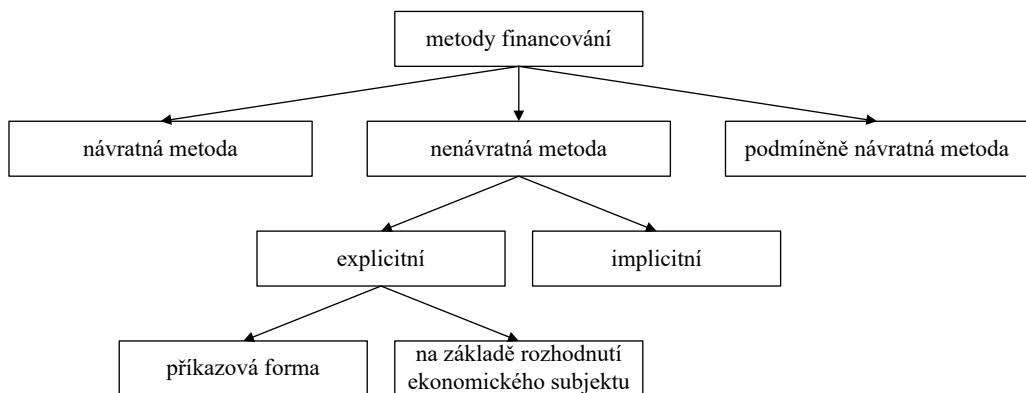 metody financování
návratná metoda
nenávratná metoda
podmíněně návratná metoda
explicitní
implicitní
příkazová forma
na základě rozhodnutí
ekonomického subjektu